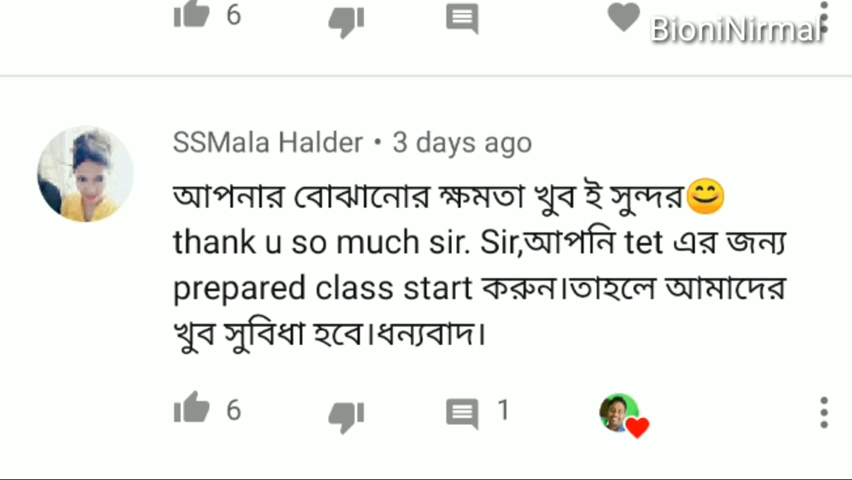 6
BioniNirmal
SSMala Halder • 3 days ago
আপনার বোঝানোর ক্ষমতা খুব ই সুন্দর😊
thank u so much sir. Sir,আপনি tet এর জন্য
prepared class start করুন।তাহলে আমাদের
খুব সুবিধা হবে।ধন্যবাদ।
6 1